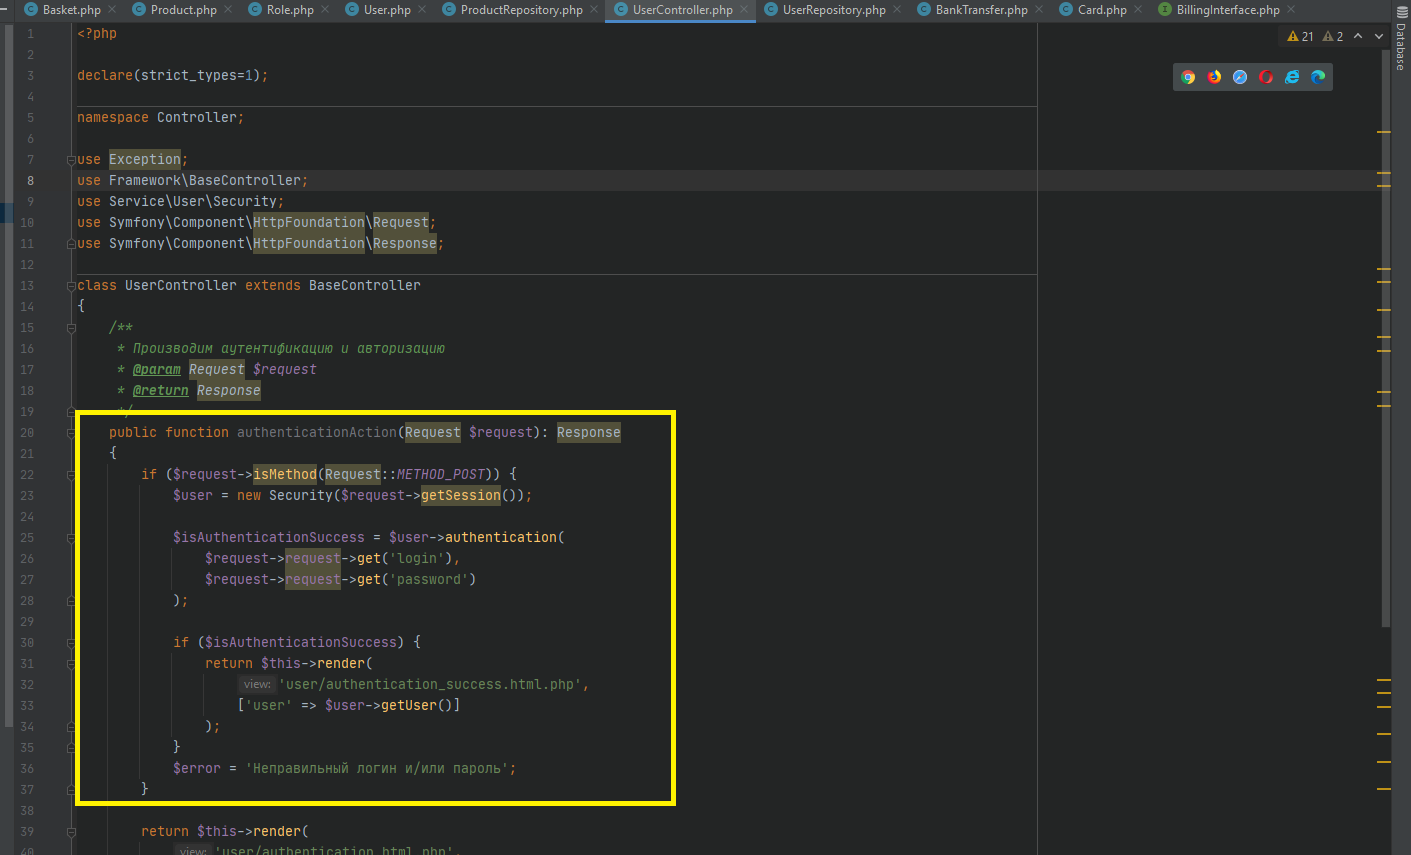 Basket.php Product.php Role.php User.php ProductRepository.php UserController.php UserRepository.php BankTransfer.php Card.php BillingInterface.php
21 2
Database
1 <?php
2
3 declare(strict_types=1);
4
5 namespace Controller;
6
7 use Exception;
8 use Framework\BaseController;
9 use Service\User\Security;
10 use Symfony\Component\HttpFoundation\Request;
11 use Symfony\Component\HttpFoundation\Response;
12
13 class UserController extends BaseController
14 {
15 /**
16 * Производим аутентификацию и авторизацию
17 * @param Request $request
18 * @return Response
19 */
20 public function authenticationAction(Request $request): Response
21 {
22 if ($request->isMethod(Request::METHOD_POST)) {
23 $user = new Security($request->getSession());
24
25 $isAuthenticationSuccess = $user->authentication(
26 $request->request->get('login'),
27 $request->request->get('password')
28 );
29
30 if ($isAuthenticationSuccess) {
31 return $this->render(
32 view: 'user/authentication_success.html.php',
33 ['user' => $user->getUser()]
34 );
35 }
36 $error = 'Неправильный логин и/или пароль';
37 }
38
39 return $this->render(
40 view: 'user/authentication.html.php',